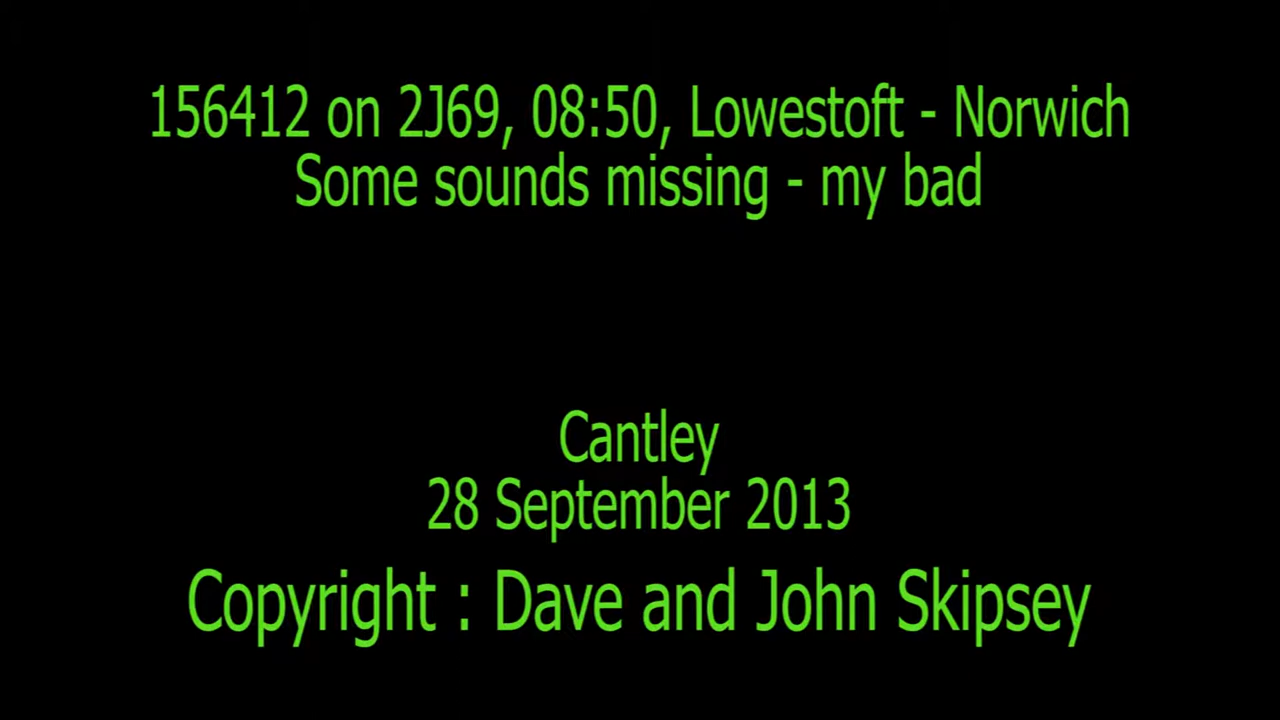 156412 on 2J69, 08:50, Lowestoft - Norwich
Some sounds missing - my bad
Cantley
28 September 2013
Copyright : Dave and John Skipsey